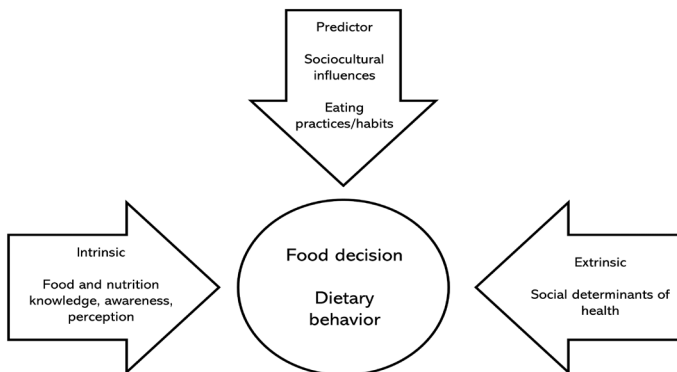 Predictor
Sociocultural
influences
Eating
practices/habits
Intrinsic
Food and nutrition
knowledge, awareness,
perception
Food decision
Dietary
behavior
Extrinsic
Social determinants of
health